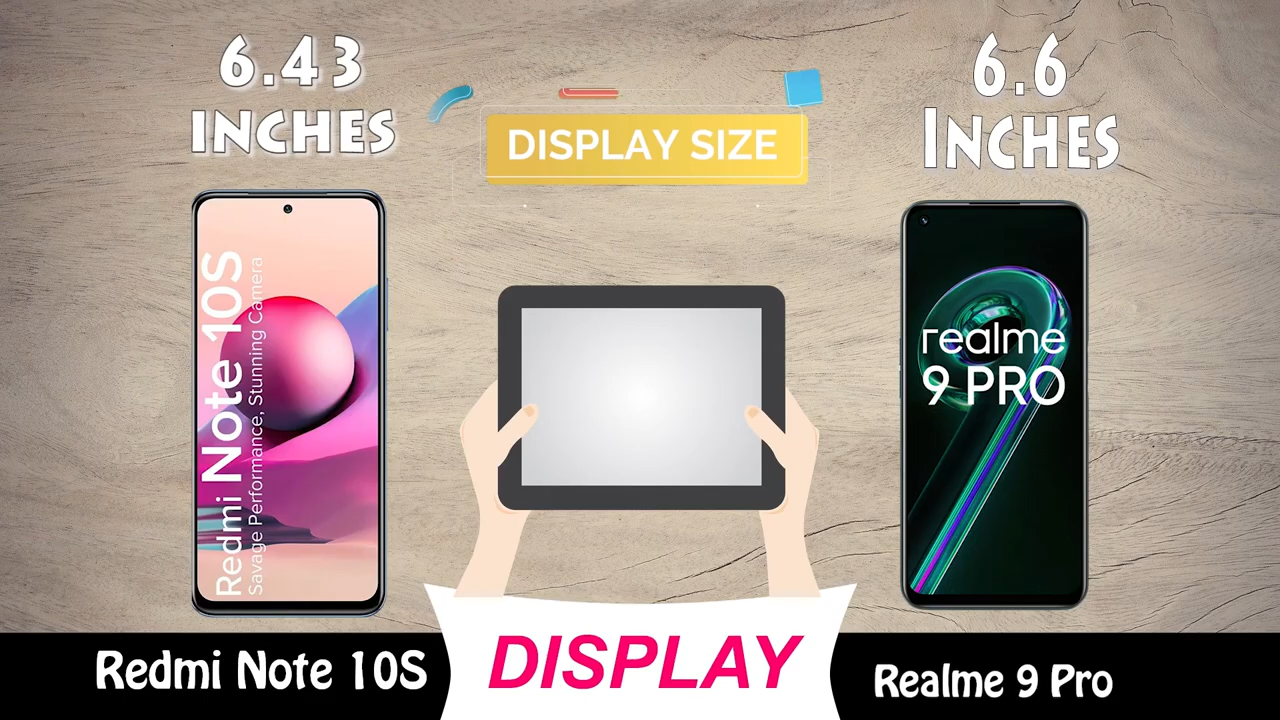 6.43
INCHES
DISPLAY SIZE
6.6
INCHES
Redmi Note 10S
Savage Performance, Stunning Camera
realme
9 PRO
Redmi Note 10S
DISPLAY
Realme 9 Pro